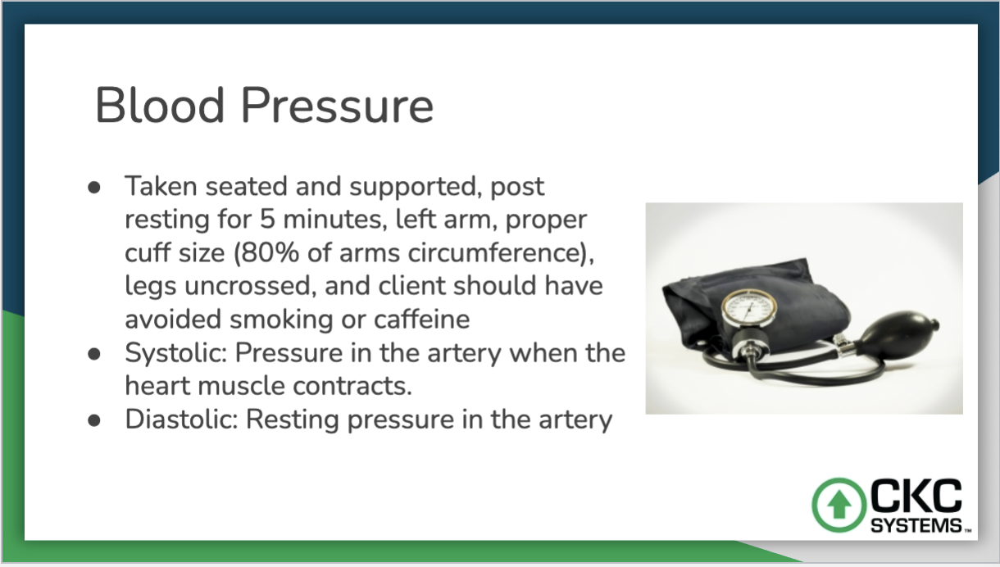 Blood Pressure
● Taken seated and supported, post
resting for 5 minutes, left arm, proper
cuff size (80% of arms circumference),
legs uncrossed, and client should have
avoided smoking or caffeine
● Systolic: Pressure in the artery when the
heart muscle contracts.
● Diastolic: Resting pressure in the artery
CKC
SYSTEMS™